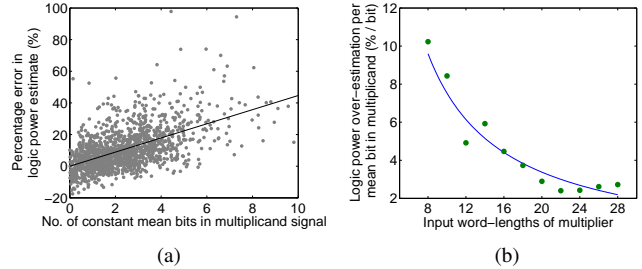 Percentage error in
logic power estimate (%)
100
80
60
40
20
0
−20
0 2 4 6 8 10
No. of constant mean bits in multiplicand signal
(a)
Logic power over−estimation per
mean bit in multiplicand (% / bit)
12
10
8
6
4
2
8 12 16 20 24 28
Input word−lengths of multiplier
(b)